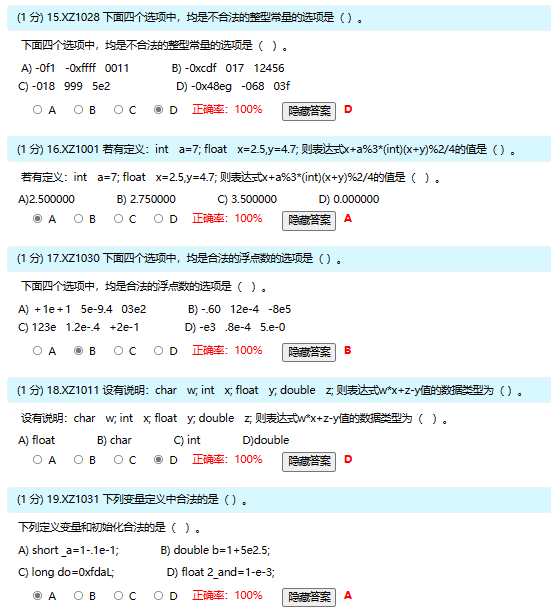 (1 分) 15.XZ1028 下面四个选项中，均是不合法的整型常量的选项是（ ）。
下面四个选项中，均是不合法的整型常量的选项是（  ）。
A) -0f1   -0xffff   0011   B) -0xcdf   017   12456
C) -018   999   5e2   D) -0x48eg   -068   03f
A B C D 正确率：100% 隐藏答案 D
(1 分) 16.XZ1001 若有定义：int   a=7; float   x=2.5,y=4.7; 则表达式x+a%3*(int)(x+y)%2/4的值是（ ）。
若有定义：int   a=7; float   x=2.5,y=4.7; 则表达式x+a%3*(int)(x+y)%2/4的值是（  ）。
A)2.500000   B) 2.750000   C) 3.500000   D) 0.000000
A B C D 正确率：100% 隐藏答案 A
(1 分) 17.XZ1030 下面四个选项中，均是合法的浮点数的选项是（ ）。
下面四个选项中，均是合法的浮点数的选项是（  ）。
A) ＋1e＋1   5e-9.4   03e2   B) -.60   12e-4   -8e5
C) 123e   1.2e-.4   +2e-1   D) -e3   .8e-4   5.e-0
A B C D 正确率：100% 隐藏答案 B
(1 分) 18.XZ1011 设有说明：char   w; int   x; float   y; double   z; 则表达式w*x+z-y值的数据类型为（ ）。
设有说明：char   w; int   x; float   y; double   z; 则表达式w*x+z-y值的数据类型为（  ）。
A) float   B) char   C) int   D)double
A B C D 正确率：100% 隐藏答案 D
(1 分) 19.XZ1031 下列变量定义中合法的是（ ）。
下列定义变量和初始化合法的是（  ）。
A) short _a=1-.1e-1;   B) double b=1+5e2.5;
C) long do=0xfdaL;   D) float 2_and=1-e-3;
A B C D 正确率：100% 隐藏答案 A